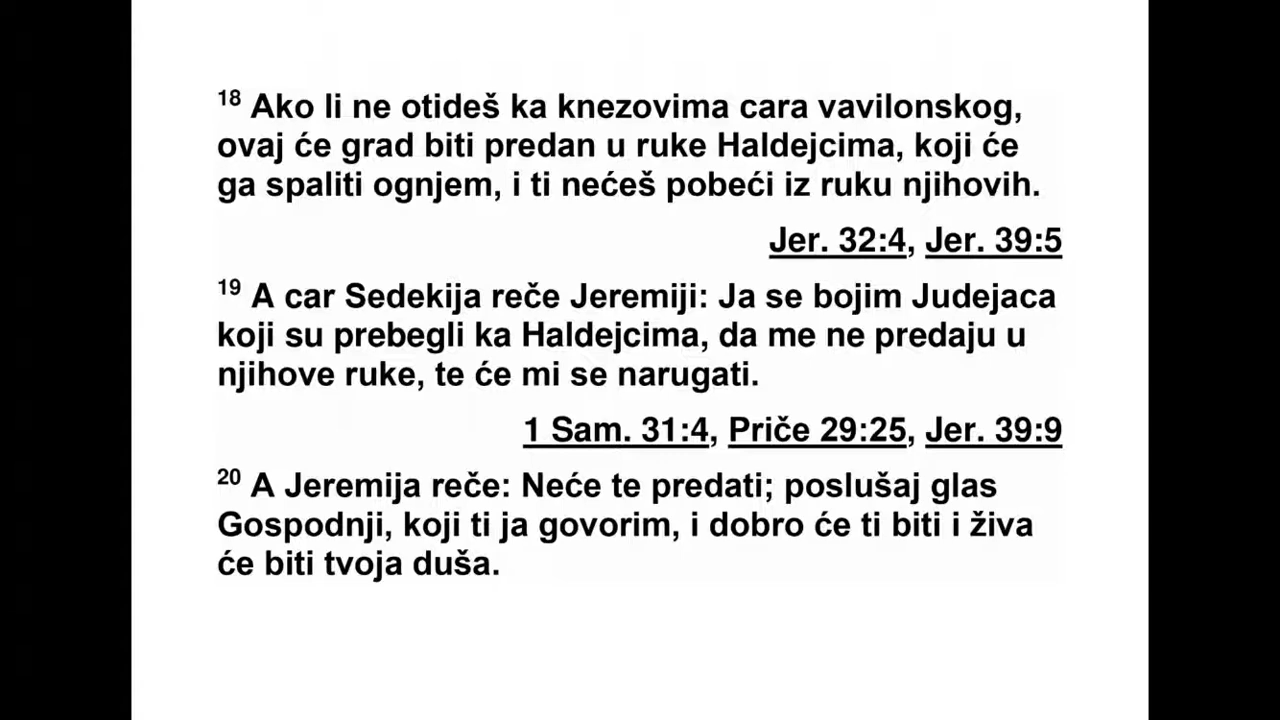 18 Ako li ne otideš ka knezovima cara vavilonskog,
ovaj će grad biti predan u ruke Haldejcima, koji će
ga spaliti ognjem, i ti nećeš pobeći iz ruku njihovih.
Jer. 32:4, Jer. 39:5
19 A car Sedekija reče Jeremiji: Ja se bojim Judejaca
koji su prebegli ka Haldejcima, da me ne predaju u
njihove ruke, te će mi se narugati.
1 Sam. 31:4, Priče 29:25, Jer. 39:9
20 A Jeremija reče: Neće te predati; poslušaj glas
Gospodnji, koji ti ja govorim, i dobro će ti biti i živa
će biti tvoja duša.